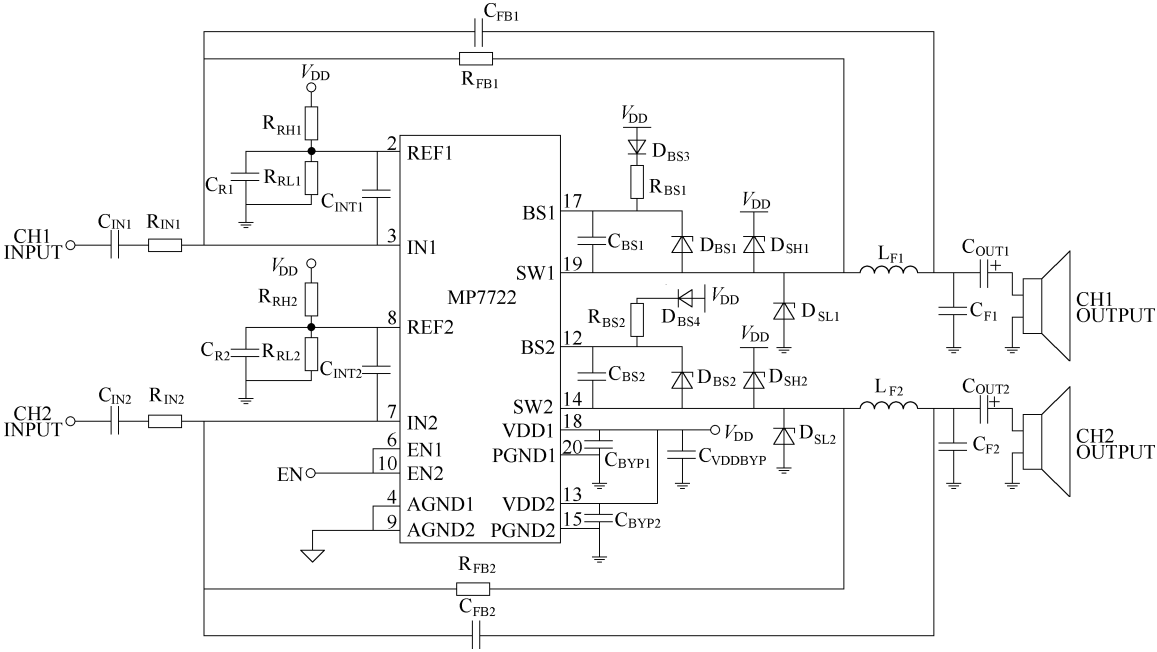 CFB1
RFB1
VDD
RRH1
2
REF1
CR1
RRL1
CINT1
CH1
INPUT
CIN1
RIN1
3
IN1
VDD
RRH2
8
REF2
CR2
RRL2
CINT2
CH2
INPUT
CIN2
RIN2
7
IN2
6
EN1
EN
10
EN2
4
AGND1
9
AGND2
MP7722
VDD
DBS3
RBS1
17
BS1
CBS1
DBS1
VDD
DSH1
19
SW1
LF1
COUT1
+
CH1
OUTPUT
CF1
DSL1
RBS2
DBS4
VDD
12
BS2
CBS2
DBS2
VDD
DSH2
14
SW2
LF2
COUT2
+
CH2
OUTPUT
CF2
DSL2
18
VDD1
VDD
20
PGND1
CBYP1
CVDDBYP
13
VDD2
15
PGND2
CBYP2
RFB2
CFB2